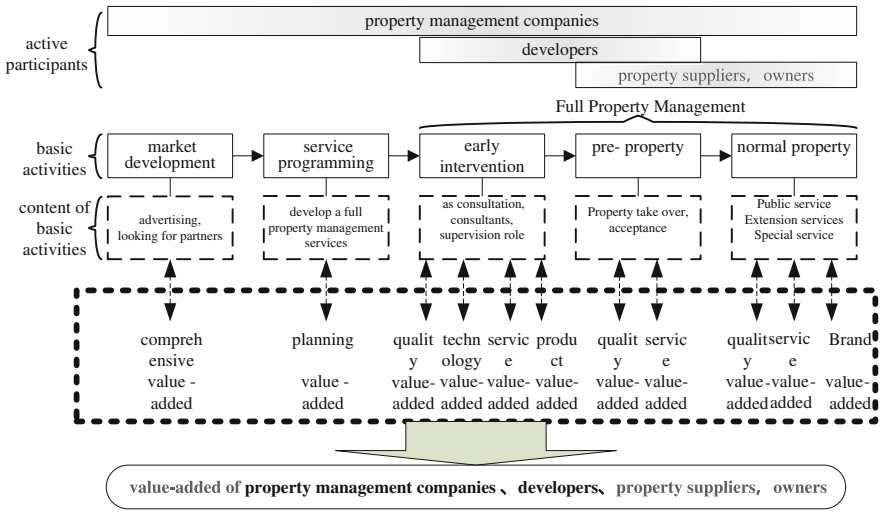 property management companies
active
participants
developers
property suppliers, owners
Full Property Management
basic
activities
market
development
service
programming
early
intervention
pre- property
normal property
content of
basic
activities
advertising,
looking for partners
develop a full
property management
services
as consultation,
consultants,
supervision role
Property take over,
acceptance
Public service
Extension services
Special service
compreh
ensive
value -
added
planning
value -
added
qualit
y
value-
added
techn
ology
value-
added
servic
e
value-
added
produ
ct
value-
added
qualit
y
value-
added
servic
e
value-
added
qualit
y
value-
added
servic
e
value-
added
Brand
value-
added
value-added of property management companies 、developers、 property suppliers, owners